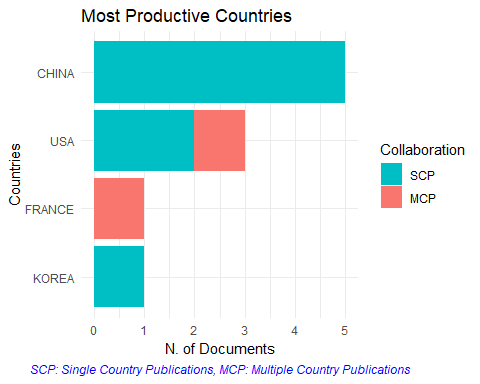 Most Productive Countries
CHINA
USA
FRANCE
KOREA
Countries
0 1 2 3 4 5
N. of Documents
Collaboration
SCP
MCP
SCP: Single Country Publications, MCP: Multiple Country Publications